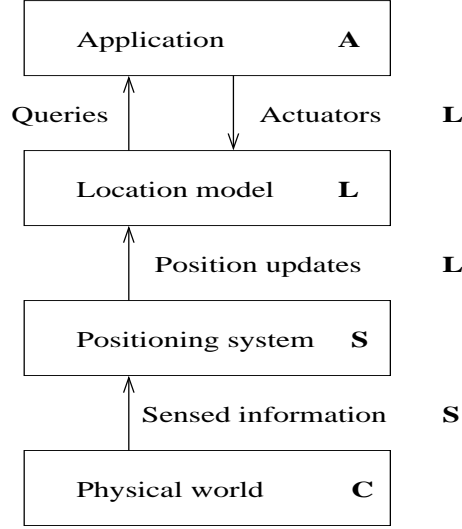 Application A
Queries Actuators L
Location model L
Position updates L
Positioning system S
Sensed information S
Physical world C